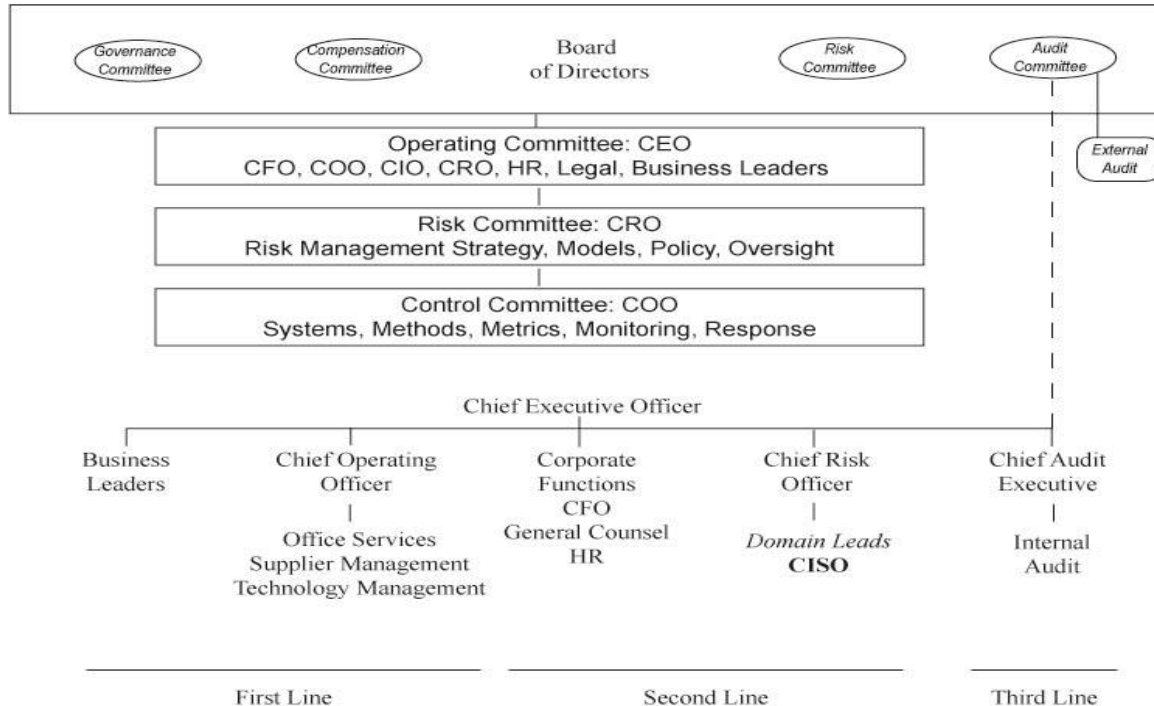 Governance
Committee
Compensation
Committee
Board
of Directors
Risk
Committee
Audit
Committee
External
Audit
Operating Committee: CEO
CFO, COO, CIO, CRO, HR, Legal, Business Leaders
Risk Committee: CRO
Risk Management Strategy, Models, Policy, Oversight
Control Committee: COO
Systems, Methods, Metrics, Monitoring, Response
Chief Executive Officer
Business
Leaders
Chief Operating
Officer
Office Services
Supplier Management
Technology Management
Corporate
Functions
CFO
General Counsel
HR
Chief Risk
Officer
Domain Leads
CISO
Chief Audit
Executive
Internal
Audit
First Line
Second Line
Third Line